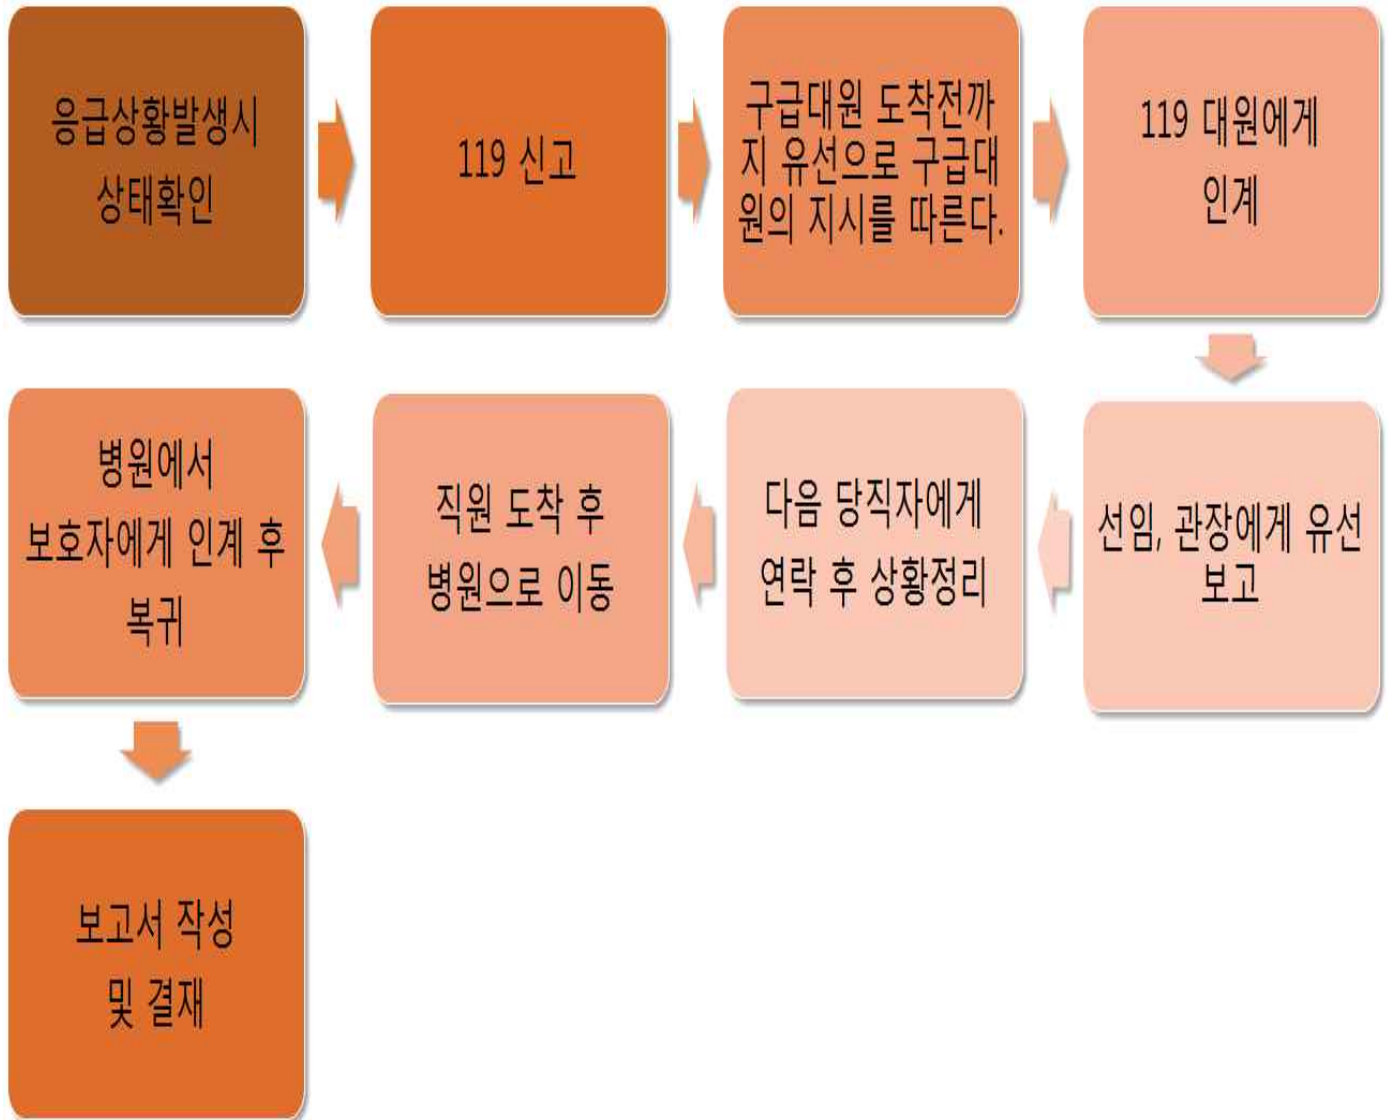 응급상황발생시
상태확인
119 신고
구급대원 도착전까
지 유선으로 구급대
원의 지시를 따른다.
119 대원에게
인계
선임, 관장에게 유선
보고
다음 당직자에게
연락 후 상황정리
직원 도착 후
병원으로 이동
병원에서
보호자에게 인계 후
복귀
보고서 작성
및 결재